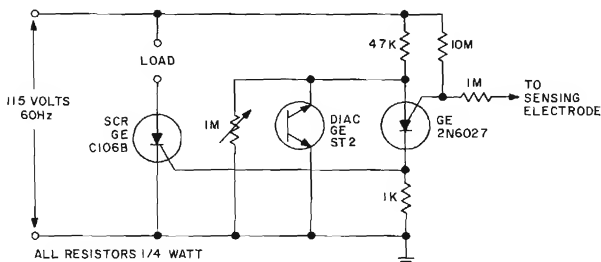 115 VOLTS
60Hz
LOAD
SCR
GE
C106B
1M
DIAC
GE
ST2
47K
10M
1M
TO
SENSING
ELECTRODE
GE
2N6027
1K
ALL RESISTORS 1/4 WATT